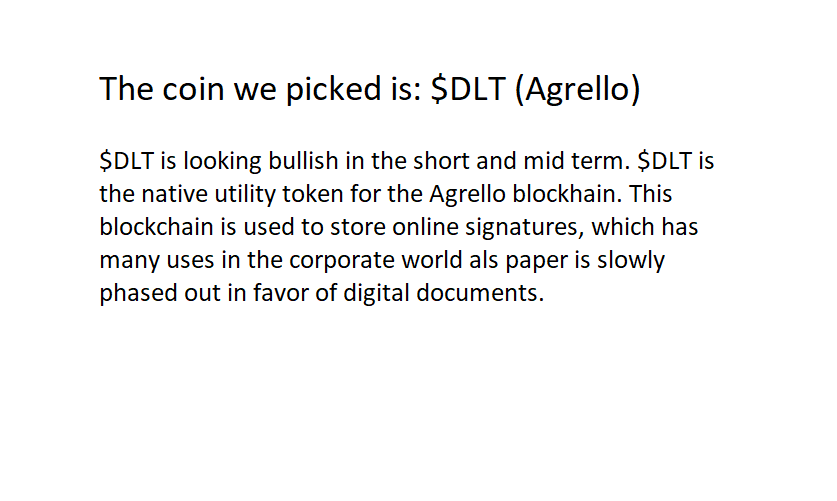 The coin we picked is: $DLT (Agrello)
$DLT is looking bullish in the short and mid term. $DLT is
the native utility token for the Agrello blockhain. This
blockchain is used to store online signatures, which has
many uses in the corporate world als paper is slowly
phased out in favor of digital documents.